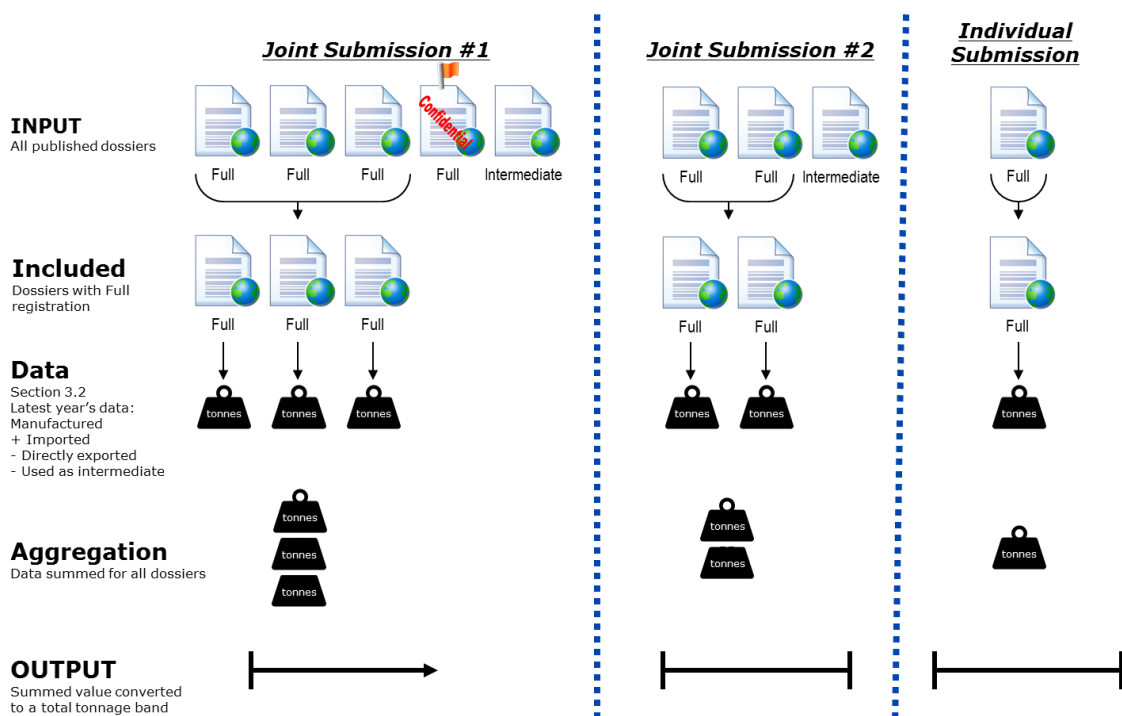 Joint Submission #1
Joint Submission #2
Individual
Submission
INPUT
All published dossiers
Confidential
Full
Full
Full
Full
Intermediate
Full
Full
Intermediate
Full
Included
Dossiers with Full
registration
Full
Full
Full
Full
Full
Full
Data
Section 3.2
Latest year's data:
Manufactured
+ Imported
- Directly exported
- Used as intermediate
tonnes
tonnes
tonnes
tonnes
tonnes
tonnes
Aggregation
Data summed for all dossiers
tonnes
tonnes
tonnes
tonnes
tonnes
tonnes
OUTPUT
Summed value converted
to a total tonnage band